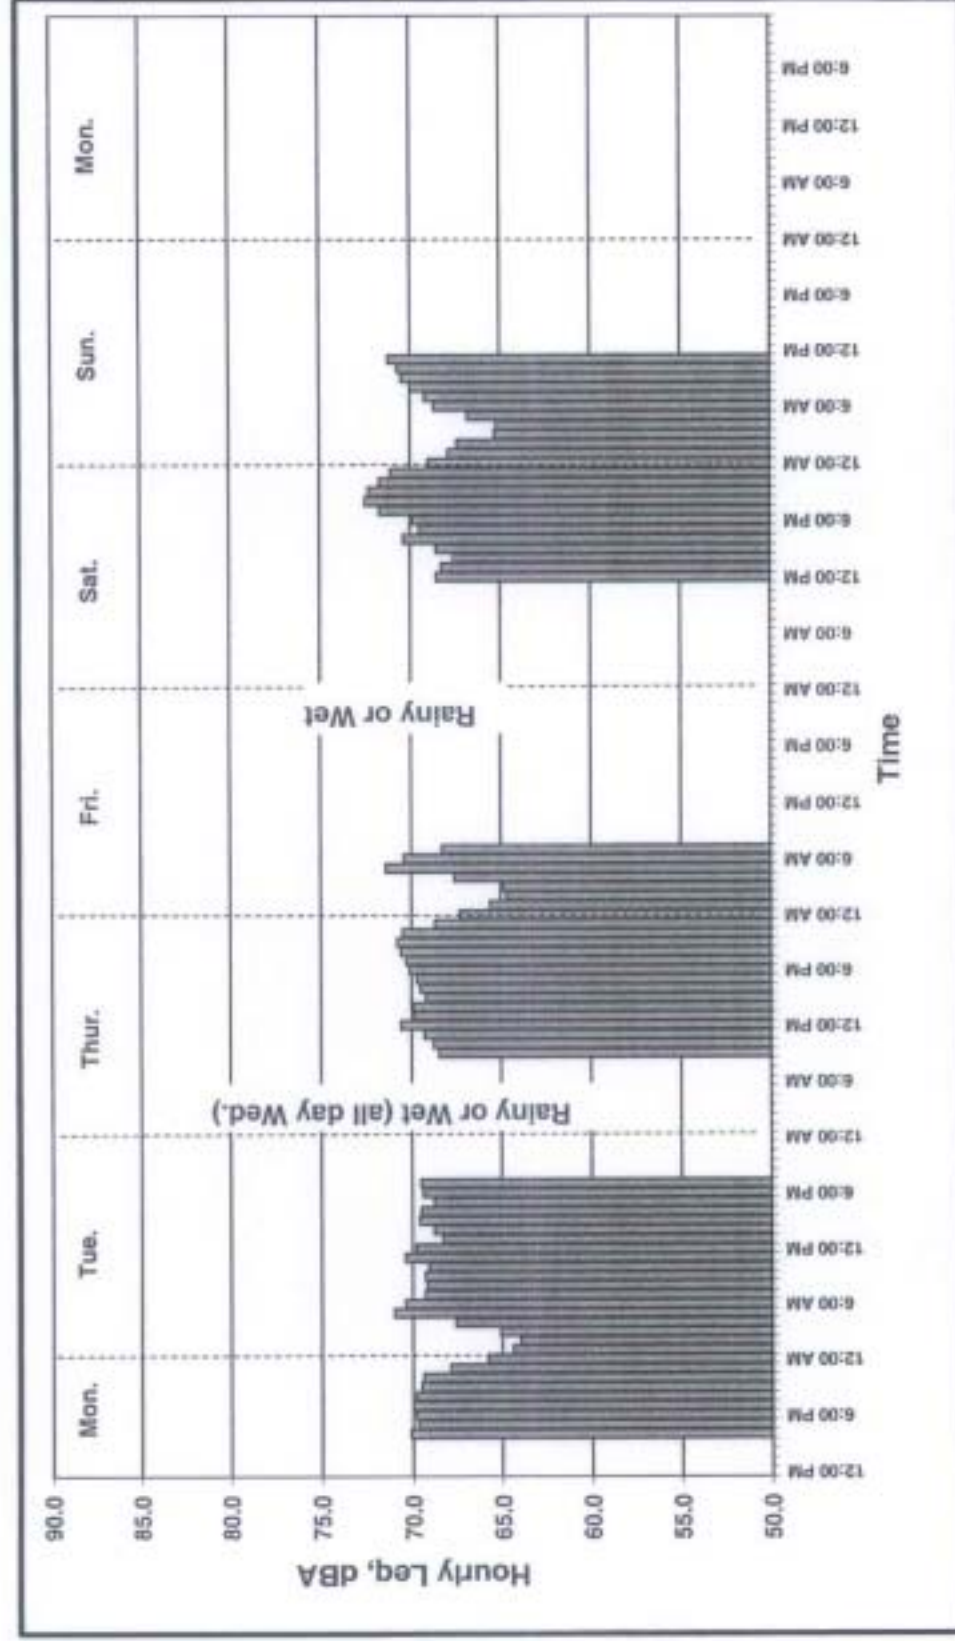 90.0
85.0
80.0
75.0
70.0
65.0
60.0
55.0
50.0
Hourly Leq, dBA
Mon.
Tue.
Thur.
Fri.
Sat.
Sun.
Mon.
Rainy or Wet (all day Wed.)
Rainy or Wet
12:00 PM
6:00 PM
12:00 AM
6:00 AM
12:00 PM
6:00 PM
12:00 AM
6:00 AM
12:00 PM
6:00 PM
12:00 AM
6:00 AM
12:00 PM
6:00 PM
12:00 AM
6:00 AM
12:00 PM
6:00 PM
12:00 AM
6:00 AM
12:00 PM
6:00 PM
12:00 AM
6:00 AM
12:00 PM
6:00 PM
Time